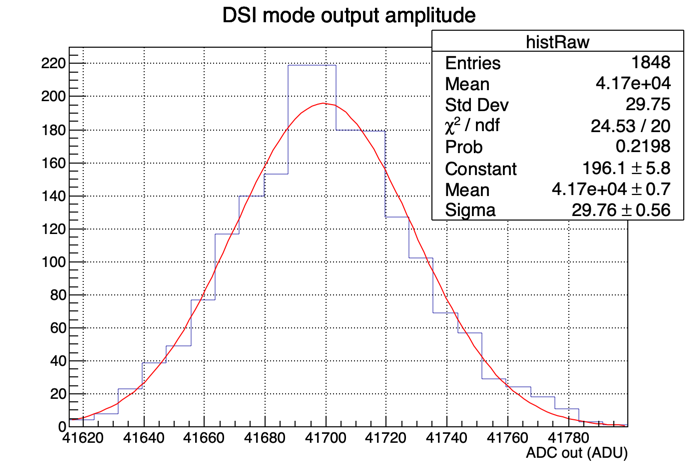 DSI mode output amplitude
histRaw
Entries 1848
Mean 4.17e+04
Std Dev 29.75
χ² / ndf 24.53 / 20
Prob 0.2198
Constant 196.1 ± 5.8
Mean 4.17e+04 ± 0.7
Sigma 29.76 ± 0.56
220
200
180
160
140
120
100
80
60
40
20
0
41620 41640 41660 41680 41700 41720 41740 41760 41780
ADC out (ADU)